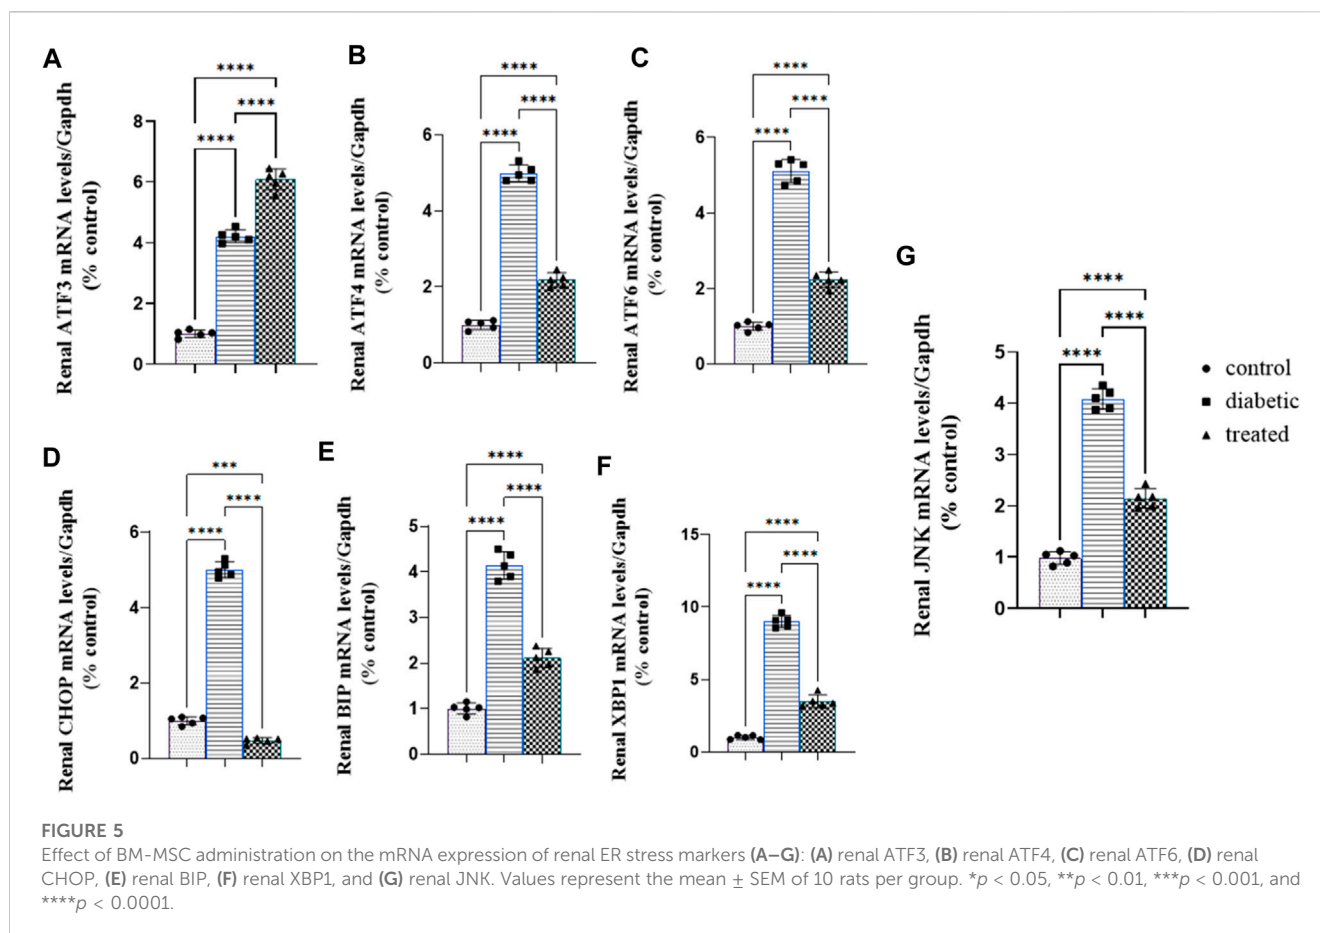 A
Renal ATF3 mRNA levels/Gapdh
(% control)
8
6
4
2
0
****
****
****
B
Renal ATF4 mRNA levels/Gapdh
(% control)
6
4
2
0
****
****
****
C
Renal ATF6 mRNA levels/Gapdh
(% control)
6
4
2
0
****
****
****
D
Renal CHOP mRNA levels/Gapdh
(% control)
6
4
2
0
***
****
****
E
Renal BIP mRNA levels/Gapdh
(% control)
5
4
3
2
1
0
****
****
****
F
Renal XBP1 mRNA levels/Gapdh
(% control)
15
10
5
0
****
****
****
G
Renal JNK mRNA levels/Gapdh
(% control)
5
4
3
2
1
0
****
****
****
control
diabetic
treated
FIGURE 5
Effect of BM-MSC administration on the mRNA expression of renal ER stress markers (A–G): (A) renal ATF3, (B) renal ATF4, (C) renal ATF6, (D) renal
CHOP, (E) renal BIP, (F) renal XBP1, and (G) renal JNK. Values represent the mean ± SEM of 10 rats per group. *p < 0.05, **p < 0.01, ***p < 0.001, and
****p < 0.0001.